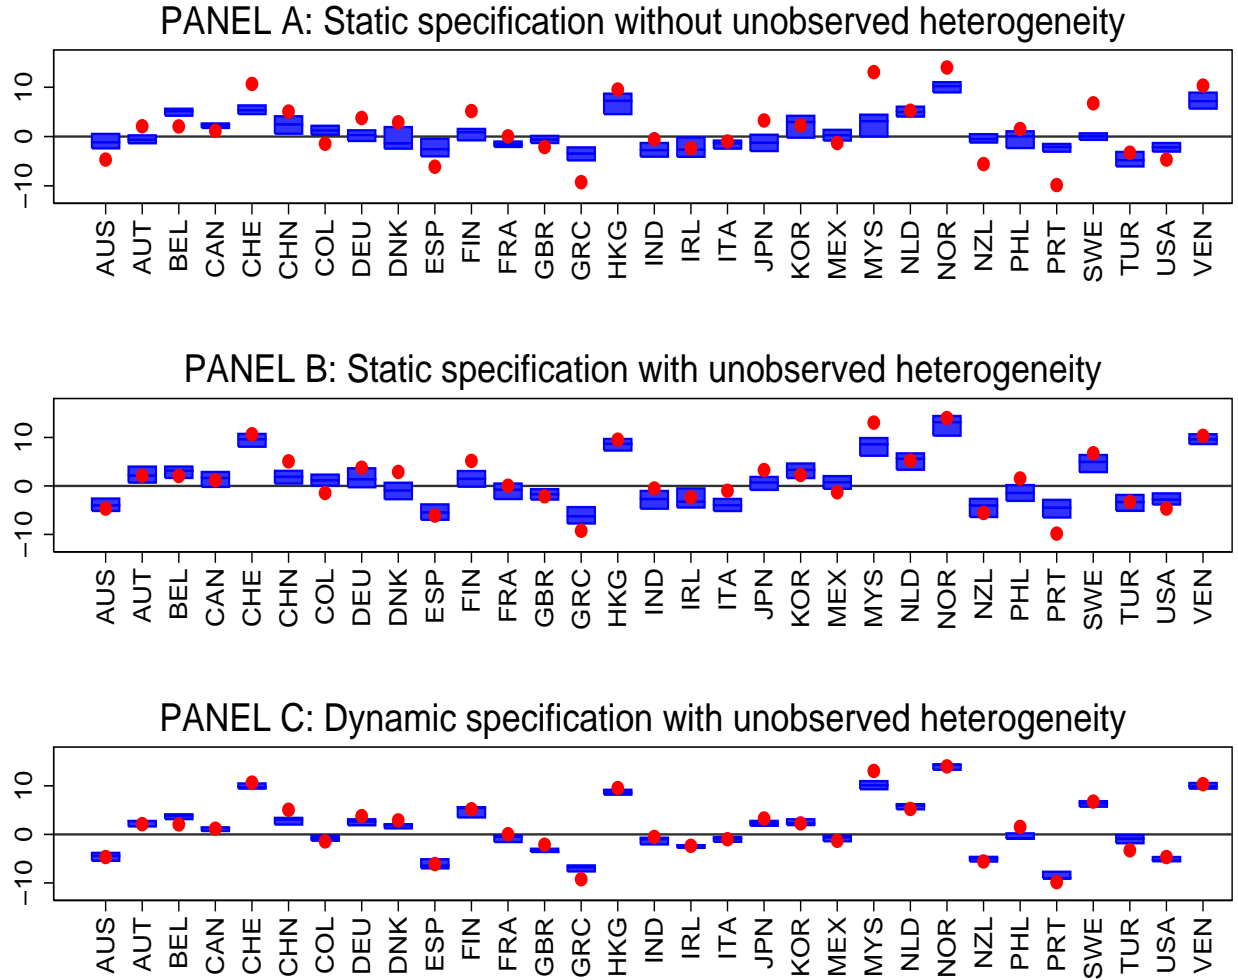 PANEL A: Static specification without unobserved heterogeneity
10
0
−10
AUS AUT BEL CAN CHE CHN COL DEU DNK ESP FIN FRA GBR GRC HKG IND IRL ITA JPN KOR MEX MYS NLD NOR NZL PHL PRT SWE TUR USA VEN
PANEL B: Static specification with unobserved heterogeneity
10
0
−10
AUS AUT BEL CAN CHE CHN COL DEU DNK ESP FIN FRA GBR GRC HKG IND IRL ITA JPN KOR MEX MYS NLD NOR NZL PHL PRT SWE TUR USA VEN
PANEL C: Dynamic specification with unobserved heterogeneity
10
0
−10
AUS AUT BEL CAN CHE CHN COL DEU DNK ESP FIN FRA GBR GRC HKG IND IRL ITA JPN KOR MEX MYS NLD NOR NZL PHL PRT SWE TUR USA VEN